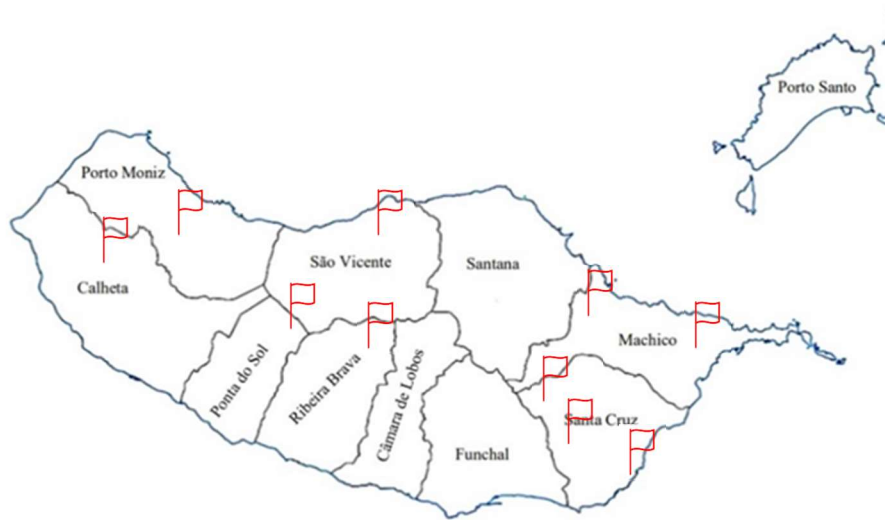 Porto Santo
Porto Moniz
São Vicente
Santana
Calheta
Machico
Ponta do Sol
Ribeira Brava
Câmara de Lobos
Santa Cruz
Funchal